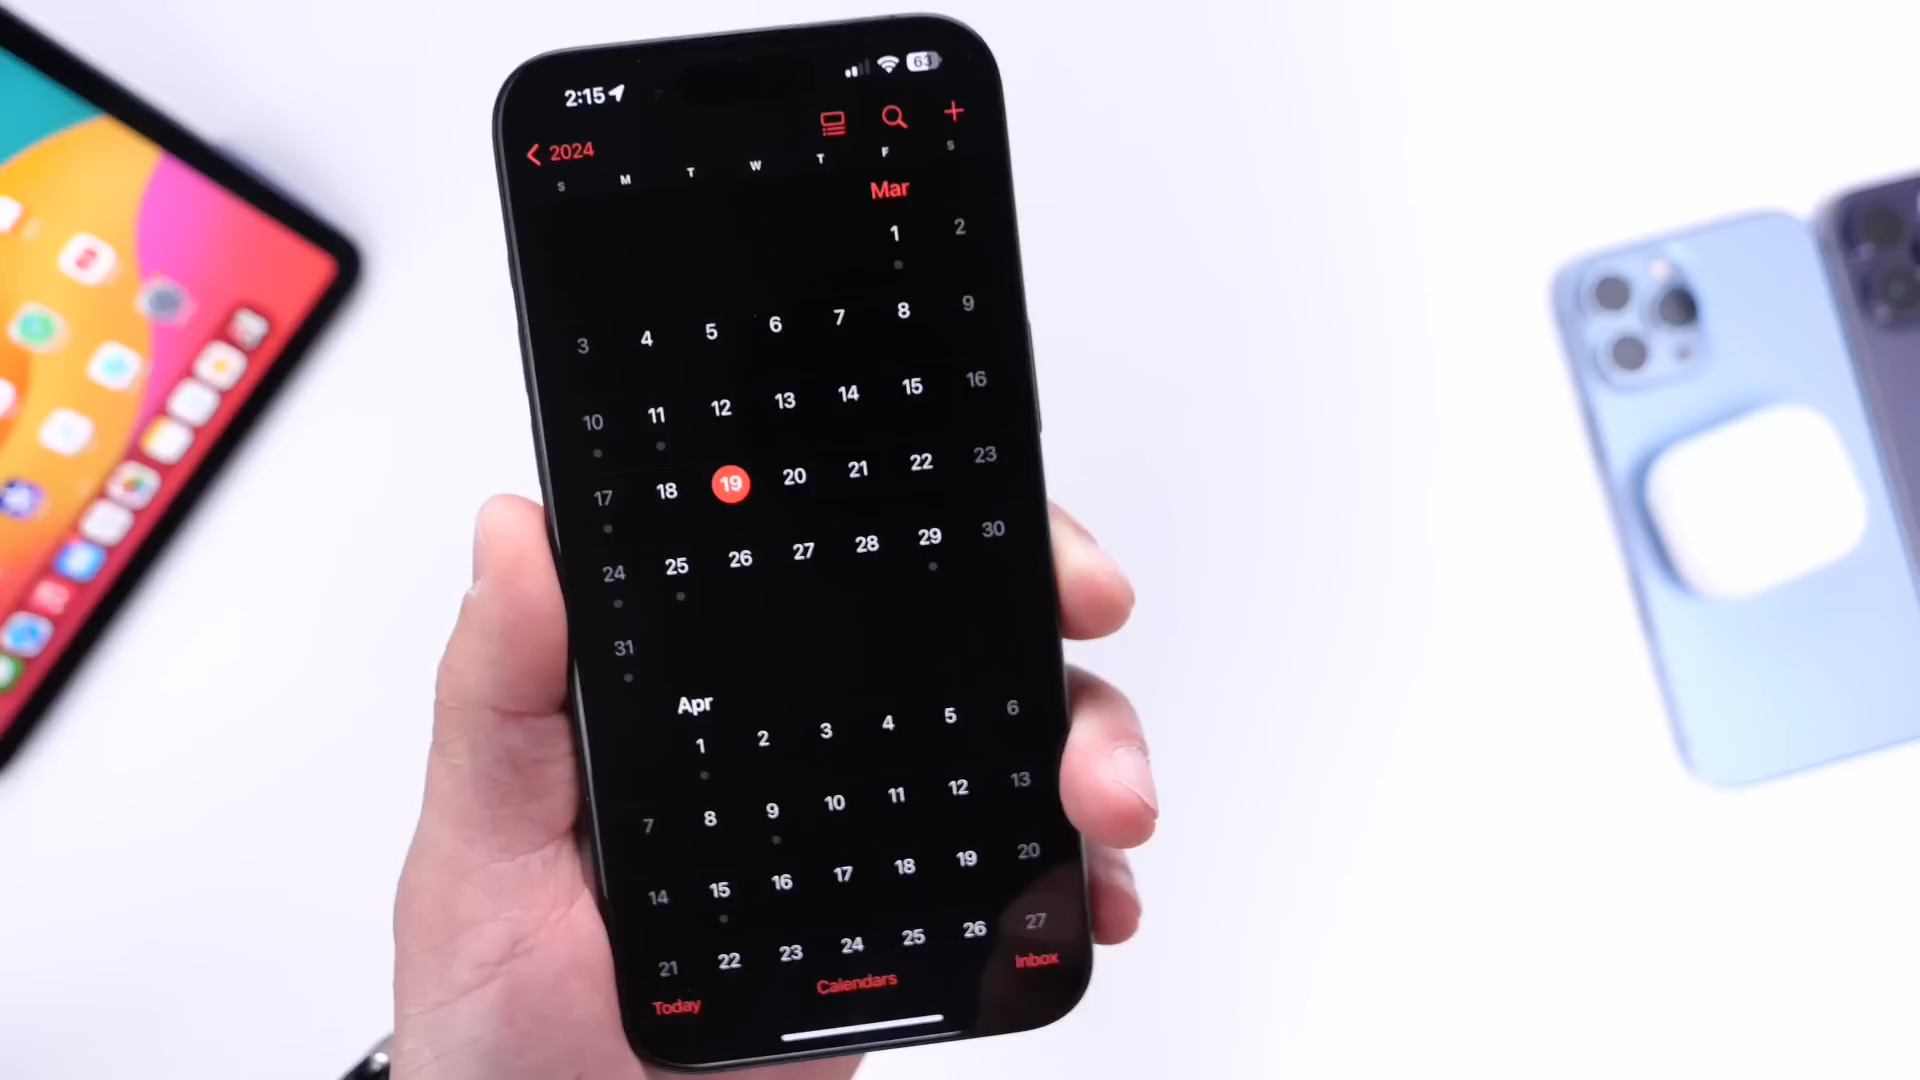 2:15 63
2024
S M T W T F S
Mar
1 2
3 4 5 6 7 8 9
10 11 12 13 14 15 16
17 18 19 20 21 22 23
24 25 26 27 28 29 30
31
Apr
1 2 3 4 5 6
7 8 9 10 11 12 13
14 15 16 17 18 19 20
21 22 23 24 25 26 27
Today Calendars Inbox